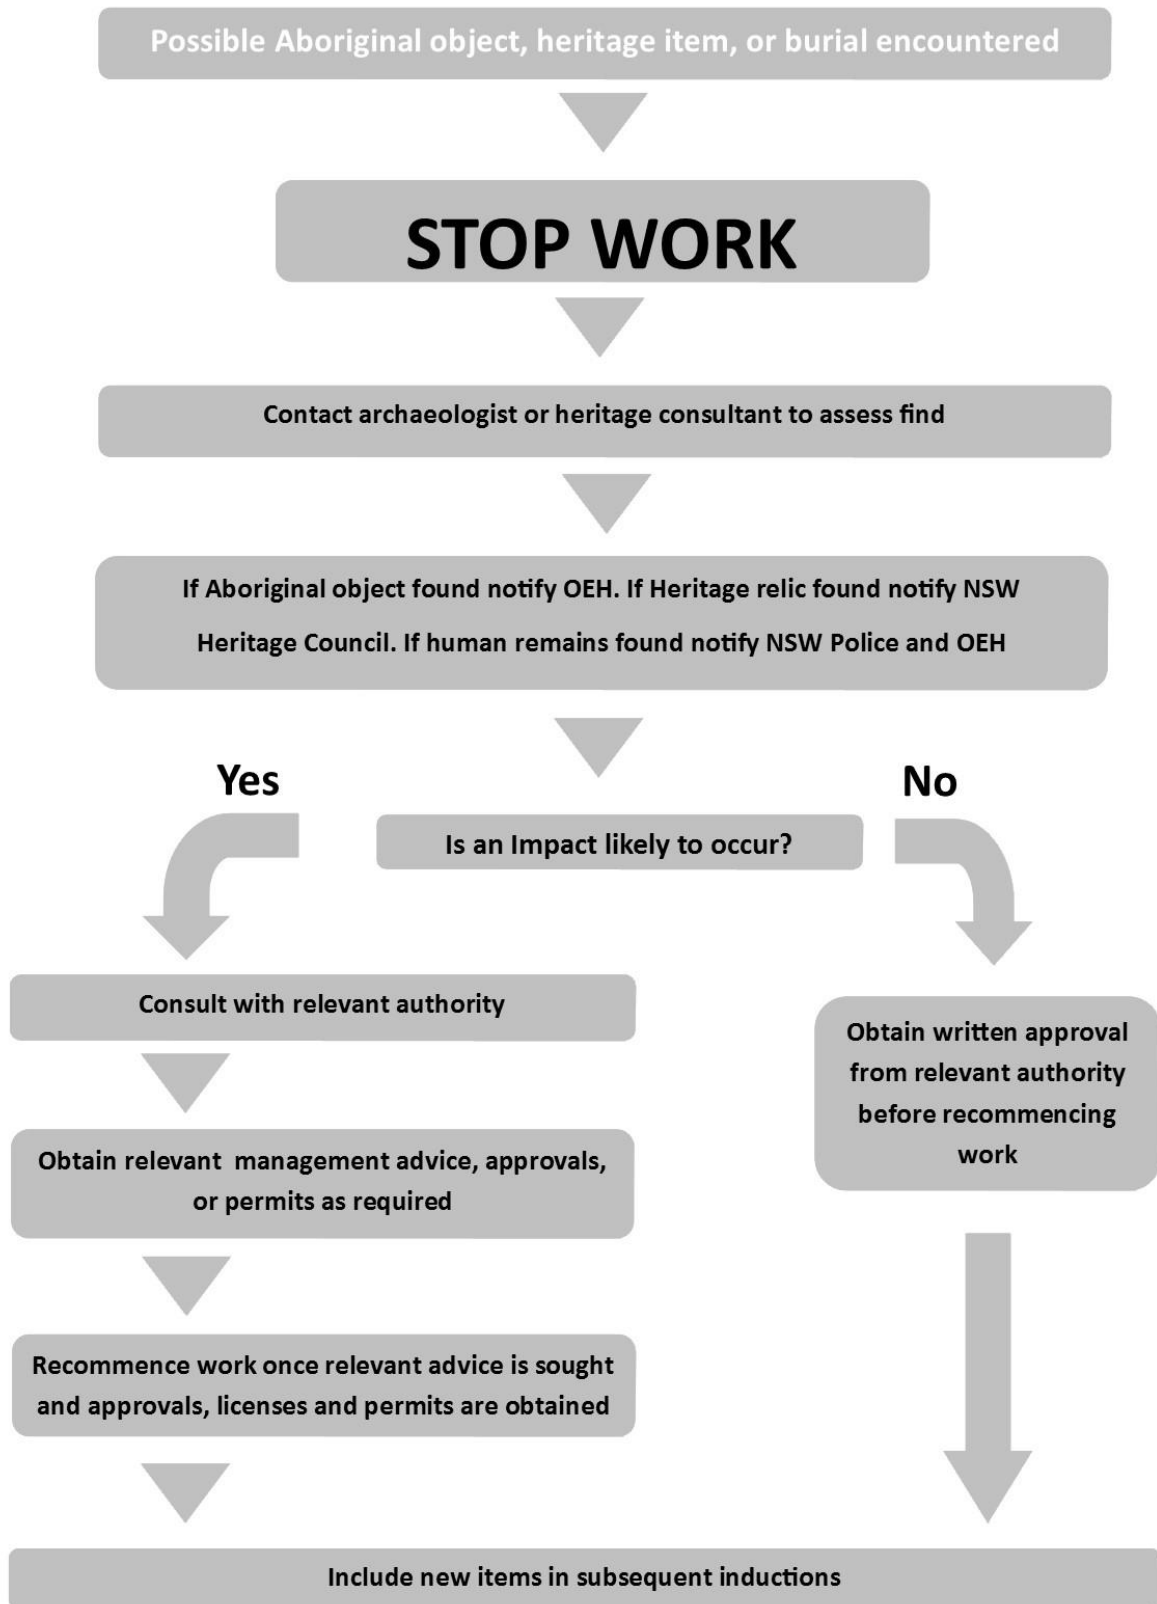 Possible Aboriginal object, heritage item, or burial encountered
STOP WORK
Contact archaeologist or heritage consultant to assess find
If Aboriginal object found notify OEH. If Heritage relic found notify NSW
Heritage Council. If human remains found notify NSW Police and OEH
Yes
No
Is an Impact likely to occur?
Consult with relevant authority
Obtain written approval
from relevant authority
before recommencing
work
Obtain relevant management advice, approvals,
or permits as required
Recommence work once relevant advice is sought
and approvals, licenses and permits are obtained
Include new items in subsequent inductions